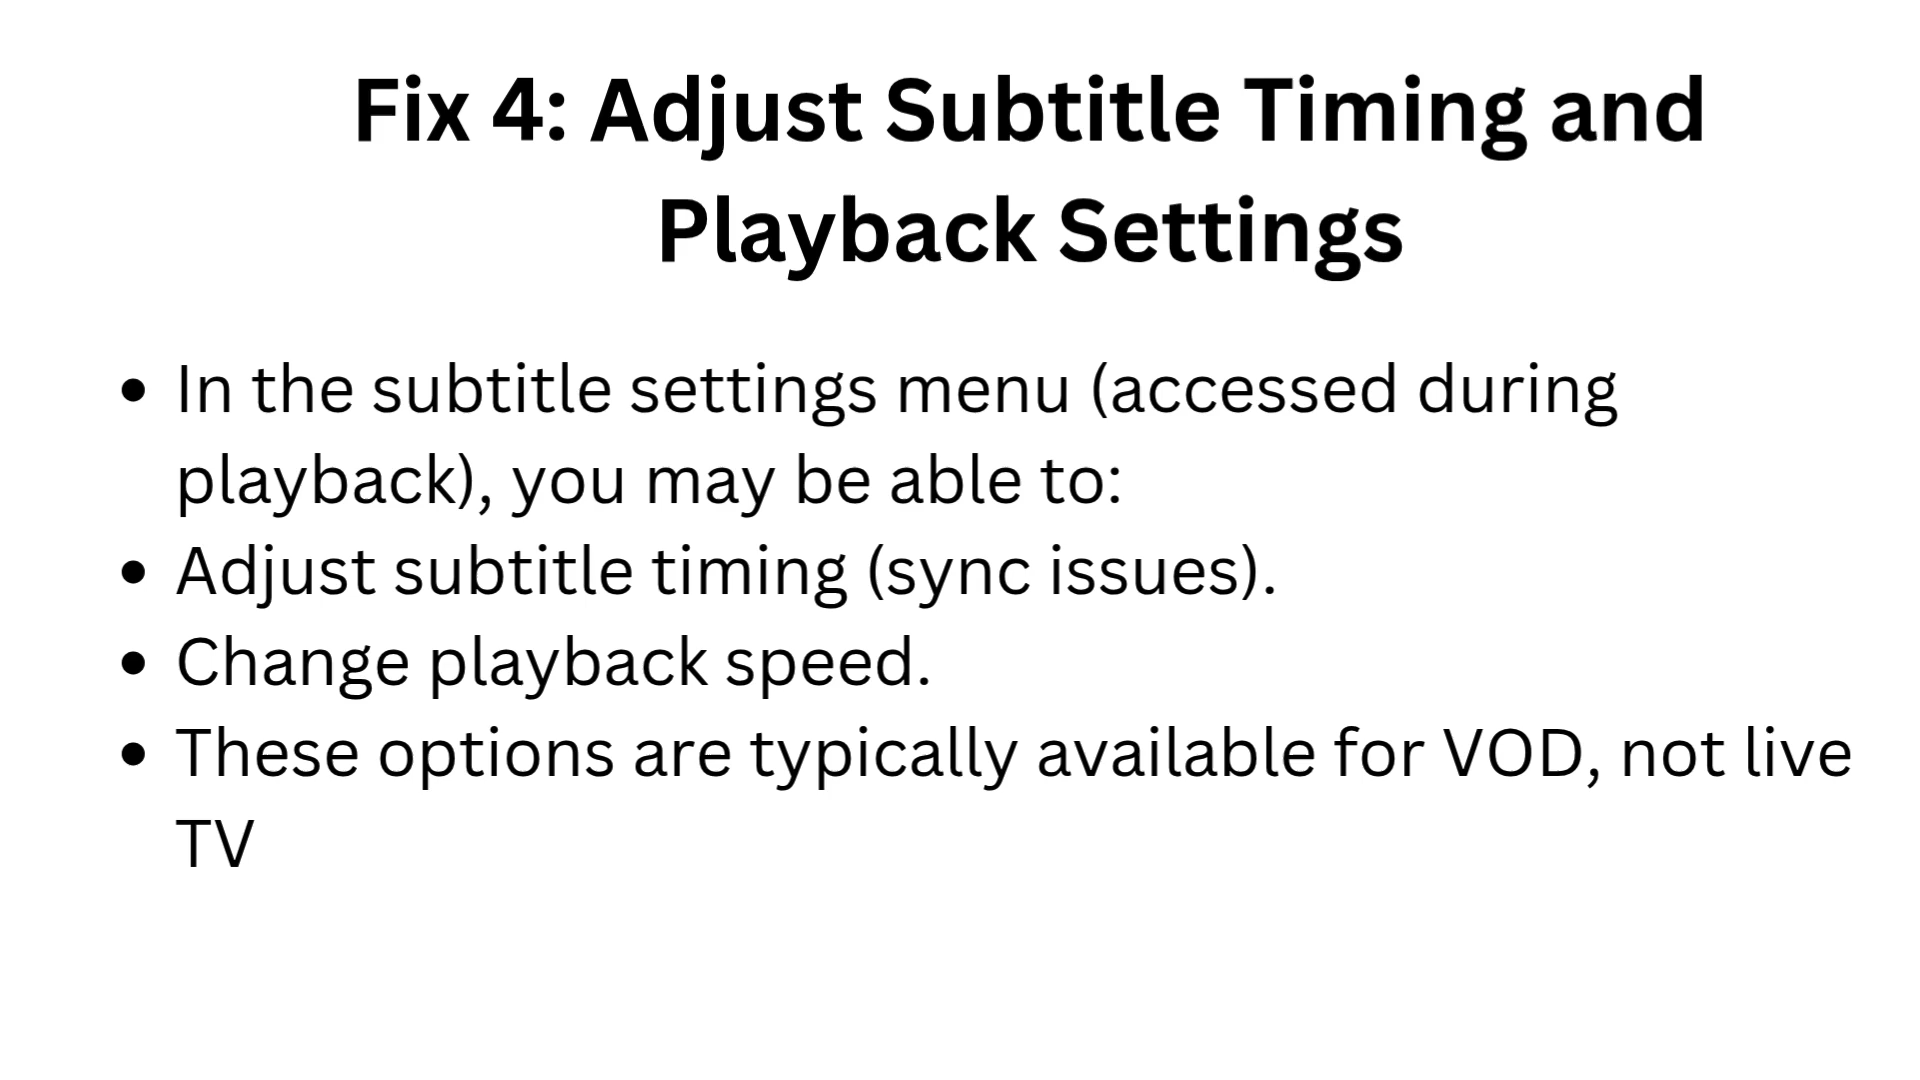 Fix 4: Adjust Subtitle Timing and
Playback Settings
• In the subtitle settings menu (accessed during
playback), you may be able to:
• Adjust subtitle timing (sync issues).
• Change playback speed.
• These options are typically available for VOD, not live
TV